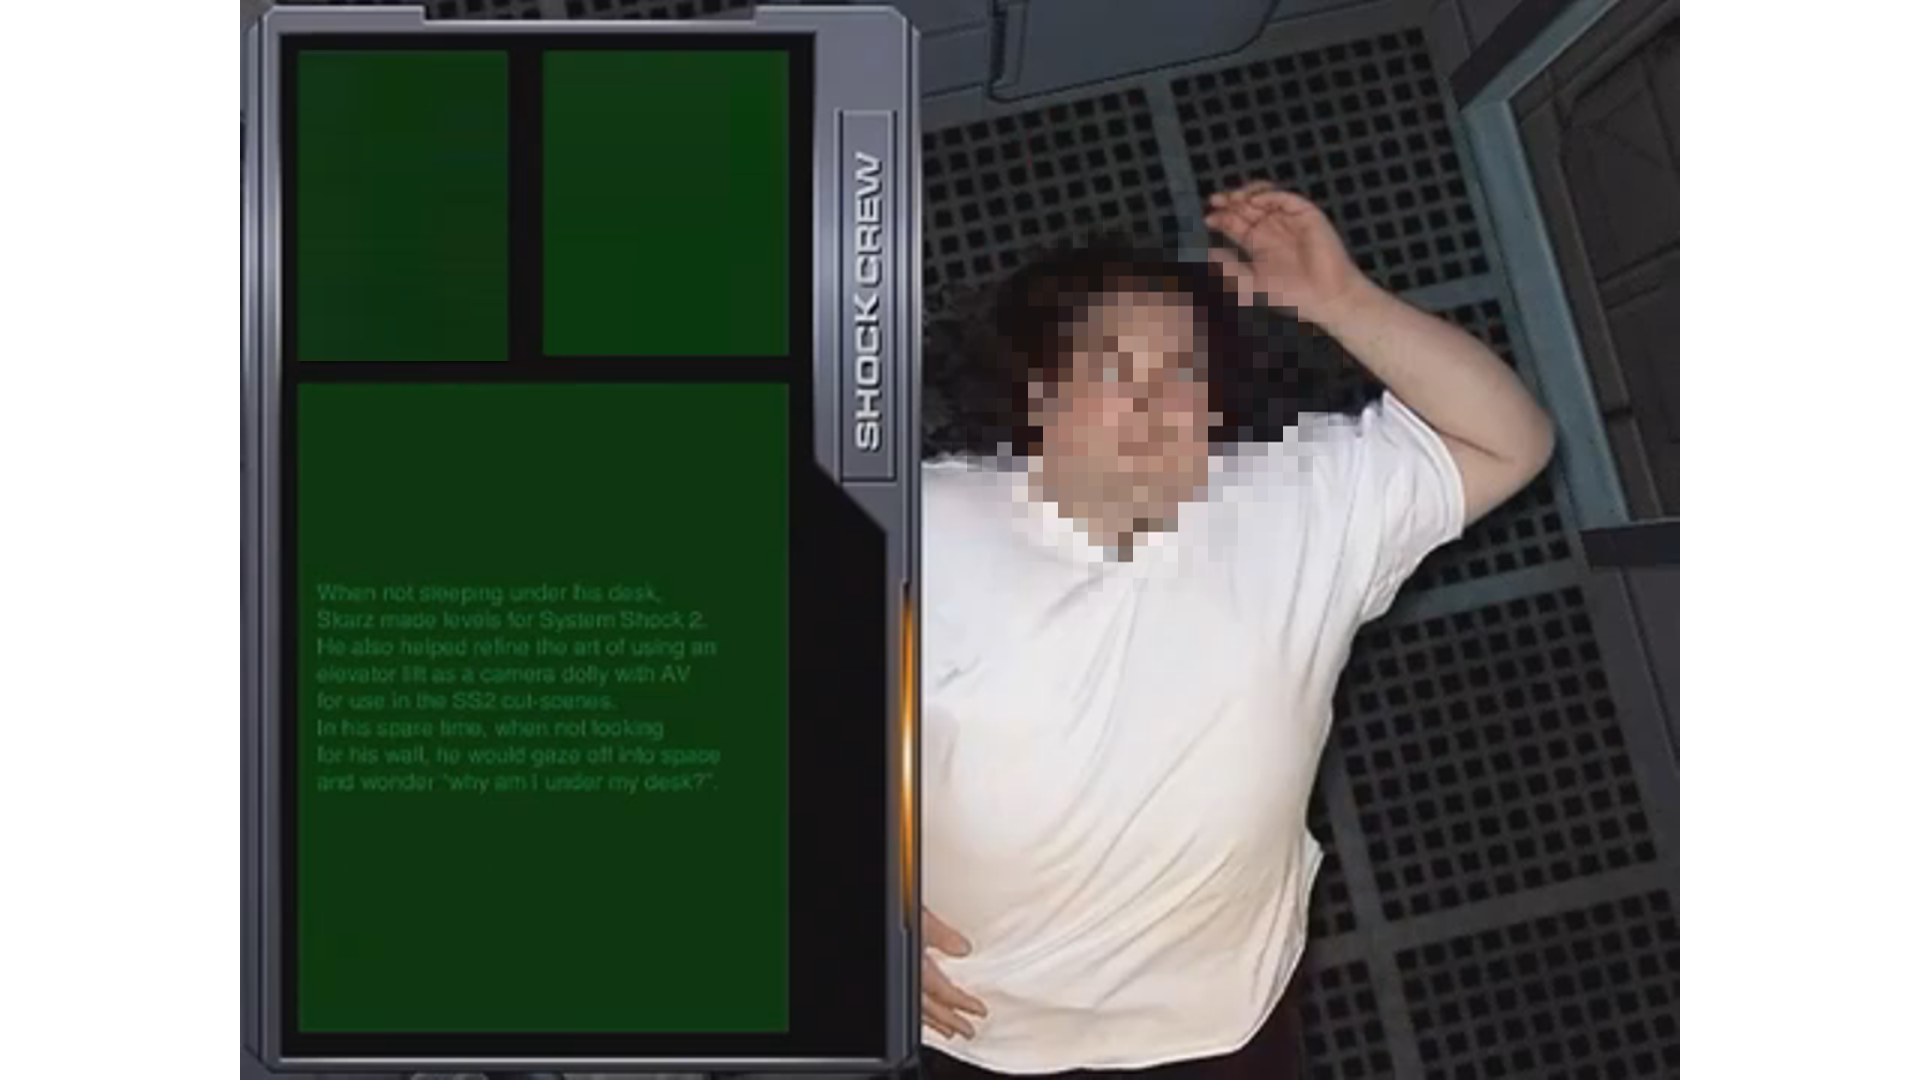 SHOCK CREW
When not sleeping under his desk,
Skarz made levels for System Shock 2.
He also helped refine the art of using an
elevator lift as a camera dolly with AV
for use in the SS2 cut-scenes.
In his spare time, when not looking
for his wall, he would gaze off into space
and wonder "why am I under my desk?".